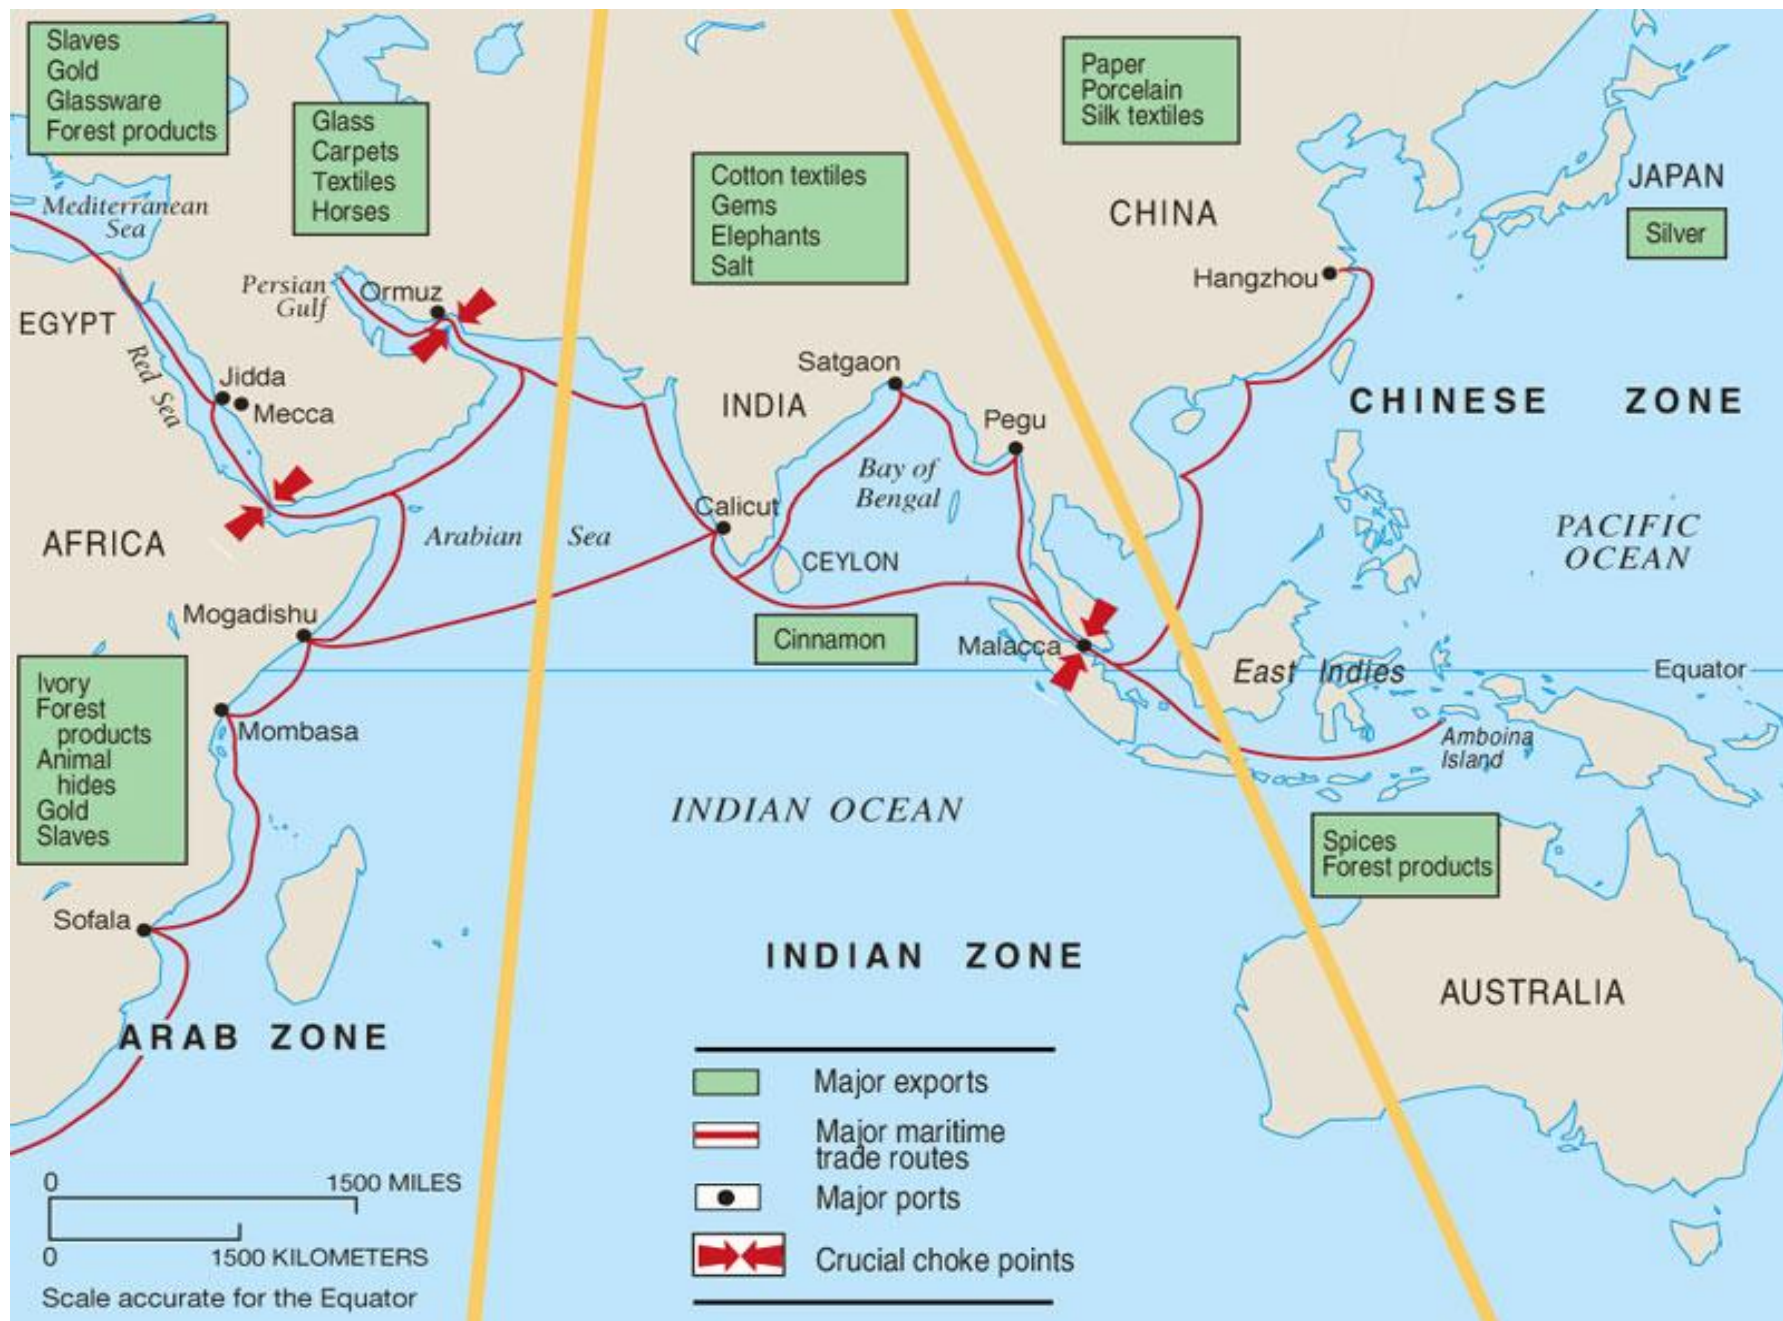 Slaves
Gold
Glassware
Forest products
Glass
Carpets
Textiles
Horses
Cotton textiles
Gems
Elephants
Salt
Paper
Porcelain
Silk textiles
JAPAN
Silver
CHINA
Hangzhou
Mediterranean
Sea
Persian
Gulf
Ormuz
EGYPT
Red Sea
Jidda
Mecca
INDIA
Satgaon
Pegu
CHINESE ZONE
Bay of
Bengal
Calicut
Arabian Sea
CEYLON
AFRICA
PACIFIC
OCEAN
Mogadishu
Cinnamon
Malacca
East Indies
Equator
Ivory
Forest
products
Animal
hides
Gold
Slaves
Mombasa
Amboina
Island
INDIAN OCEAN
Spices
Forest products
Sofala
INDIAN ZONE
AUSTRALIA
ARAB ZONE
Major exports
Major maritime
trade routes
Major ports
Crucial choke points
0 1500 MILES
0 1500 KILOMETERS
Scale accurate for the Equator